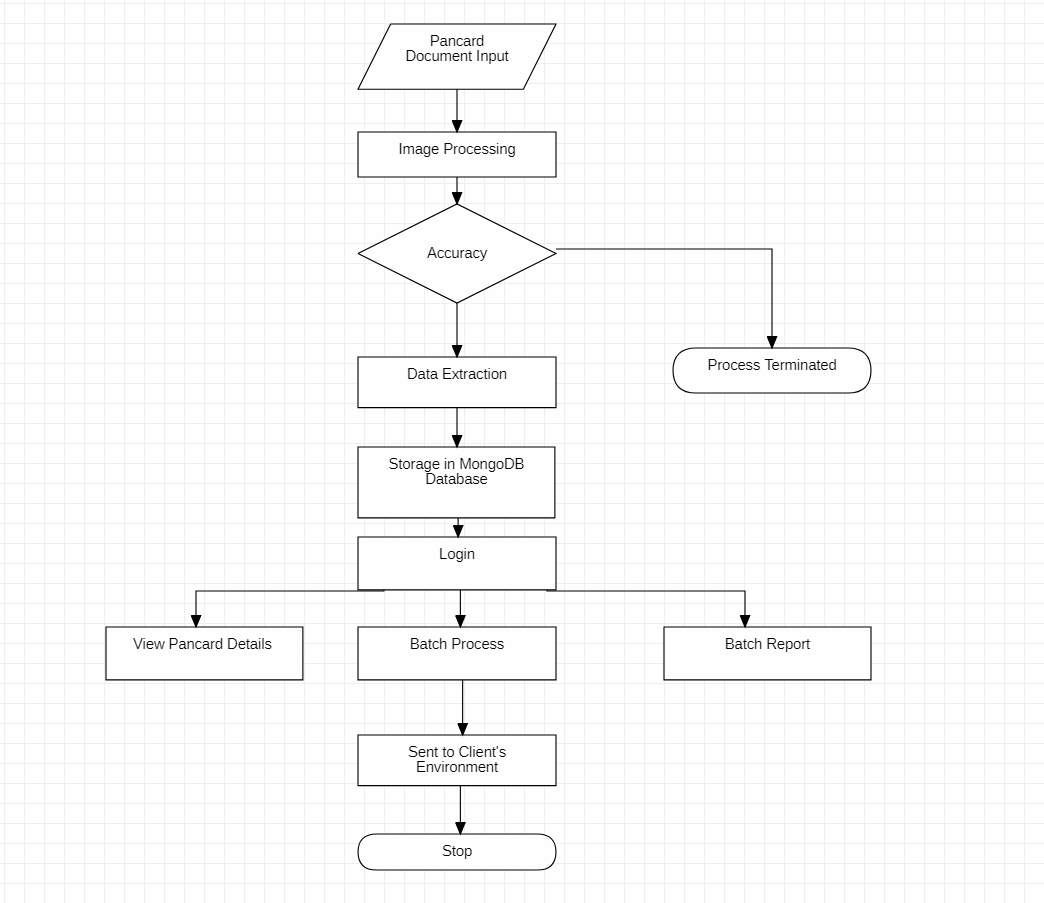 Pancard
Document Input
Image Processing
Accuracy
Process Terminated
Data Extraction
Storage in MongoDB
Database
Login
View Pancard Details
Batch Process
Batch Report
Sent to Client's
Environment
Stop